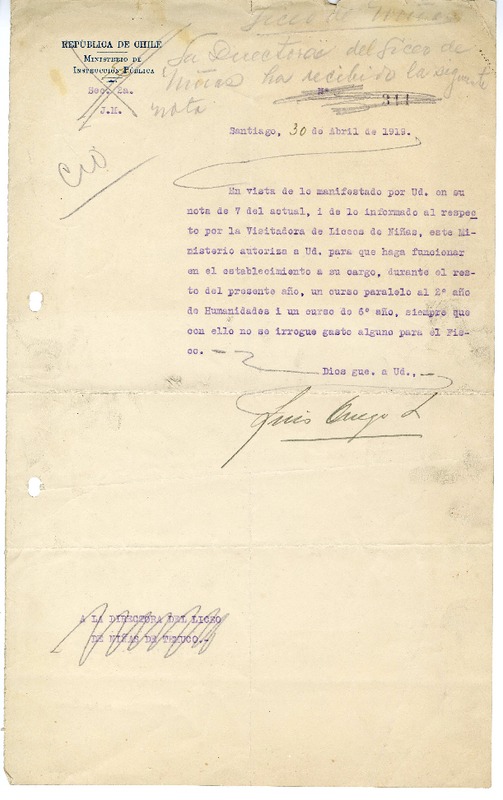 Liceo de Niñas
REPÚBLICA DE CHILE
MINISTERIO DE
INSTRUCCIÓN PÚBLICA
Sec. 2a.
J.M.
La Directora del Liceo de
Niñas ha recibido la siguiente
nota
Nº 311
Santiago, 30 de Abril de 1919.
En vista de lo manifestado por Ud. en su
nota de 7 del actual, i de lo informado al respec
to por la Visitadora de Liceos de Niñas, este Mi-
nisterio autoriza a Ud. para que haga funcionar
en el establecimiento a su cargo, durante el res-
to del presente año, un curso paralelo al 2º año
de Humanidades i un curso de 6º año, siempre que
con ello no se irrogue gasto alguno para el Fis-
co.
Dios gue. a Ud.,
Luis
A LA DIRECTORA DEL LICEO
DE NIÑAS DE TEMUCO.-